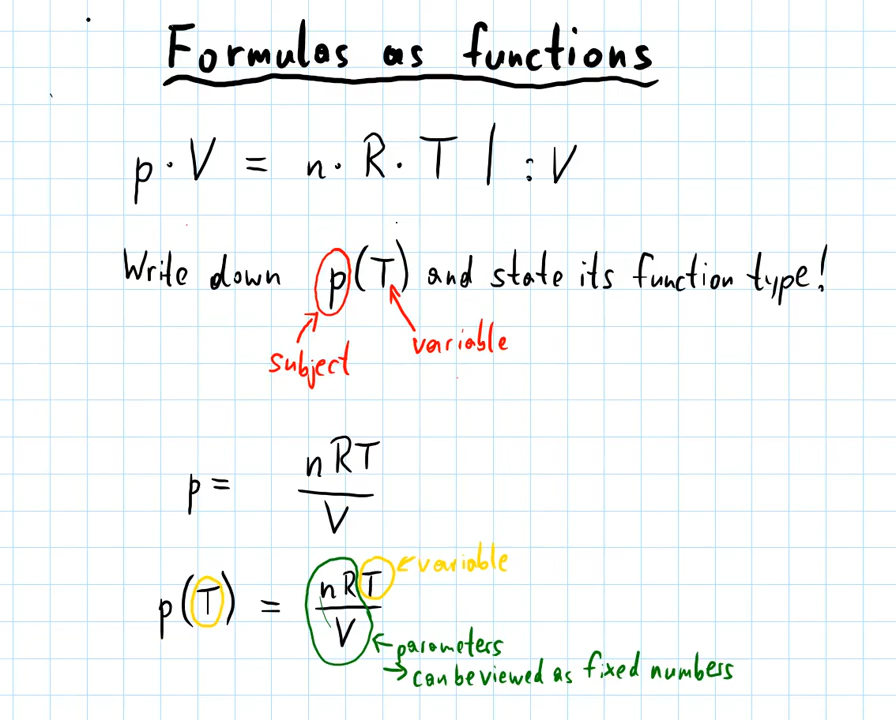 Formulas as functions
p · V = n · R · T | : V
Write down p(T) and state its function type!
subject
variable
p = nRT / V
p(T) = nRT / V
← variable
← parameters
→ can be viewed as fixed numbers